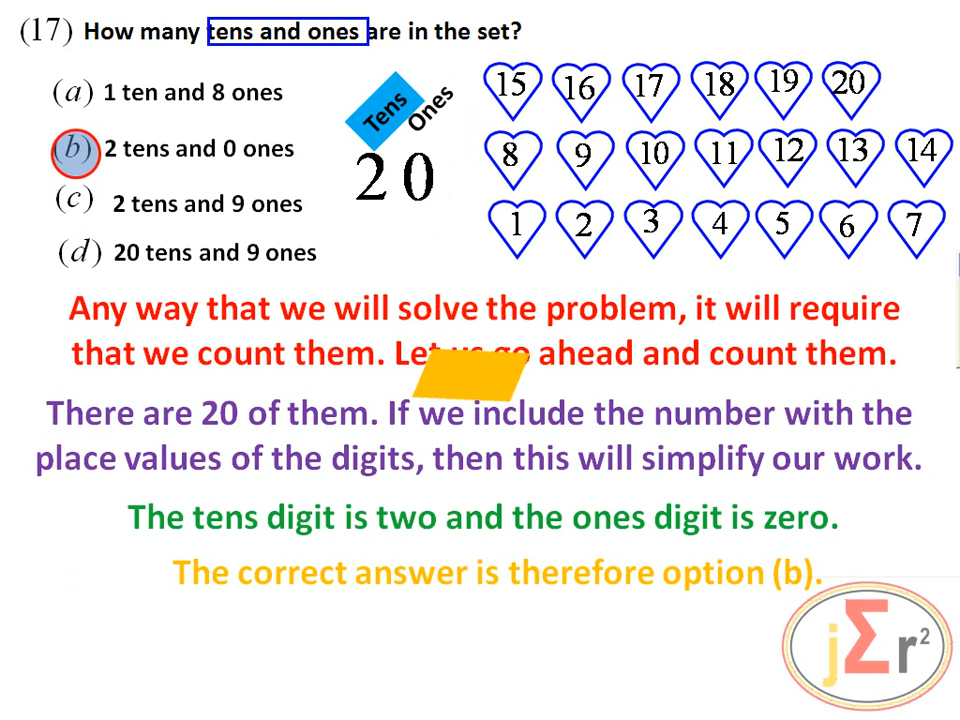 (17) How many tens and ones are in the set?
(a) 1 ten and 8 ones
(b) 2 tens and 0 ones
(c) 2 tens and 9 ones
(d) 20 tens and 9 ones
Tens Ones
2 0
15 16 17 18 19 20
8 9 10 11 12 13 14
1 2 3 4 5 6 7
Any way that we will solve the problem, it will require
that we count them. Let us go ahead and count them.
There are 20 of them. If we include the number with the
place values of the digits, then this will simplify our work.
The tens digit is two and the ones digit is zero.
The correct answer is therefore option (b).
jΣr²